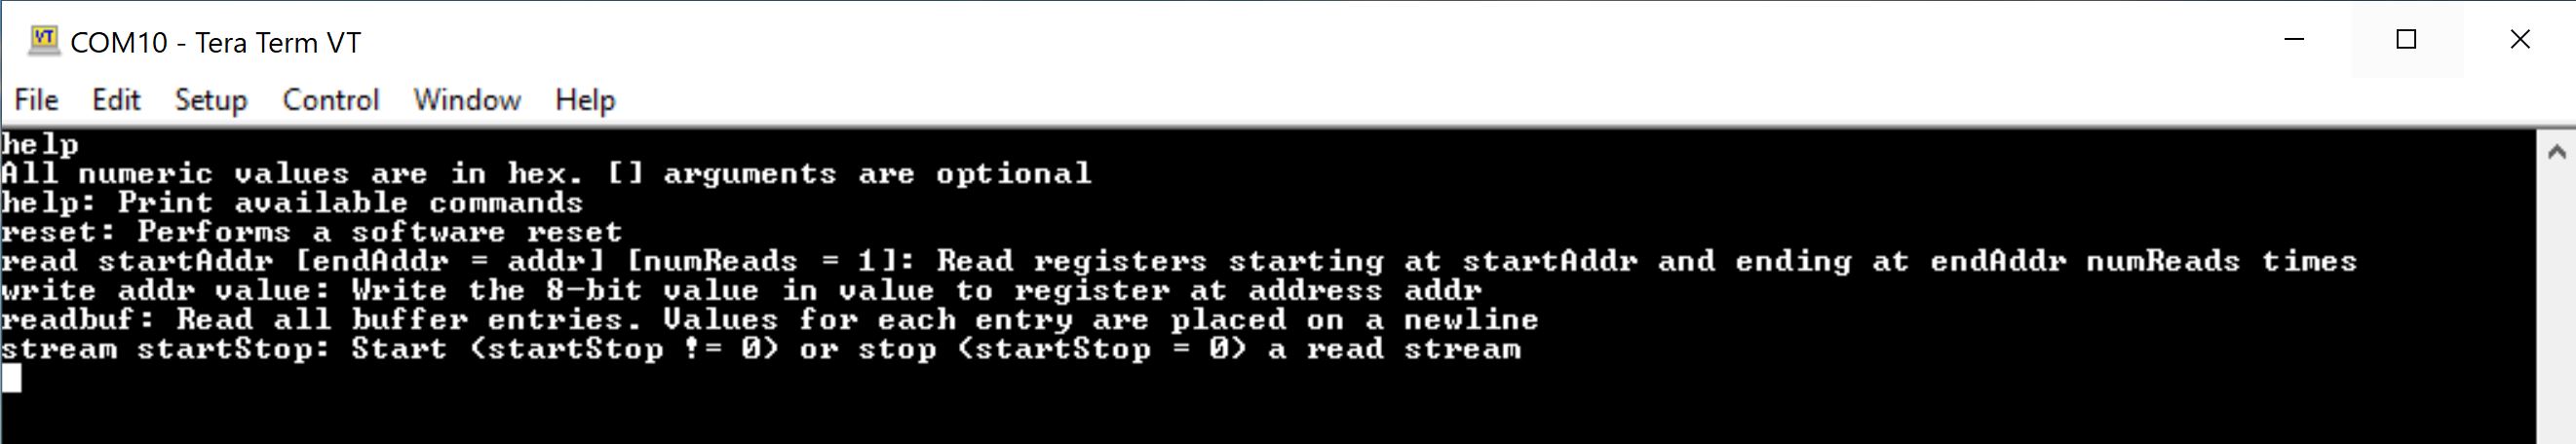 COM10 - Tera Term VT
File Edit Setup Control Window Help
help
All numeric values are in hex. [] arguments are optional
help: Print available commands
reset: Performs a software reset
read startAddr [endAddr = addr] [numReads = 1]: Read registers starting at startAddr and ending at endAddr numReads times
write addr value: Write the 8-bit value in value to register at address addr
readbuf: Read all buffer entries. Values for each entry are placed on a newline
stream startStop: Start (startStop != 0) or stop (startStop = 0) a read stream